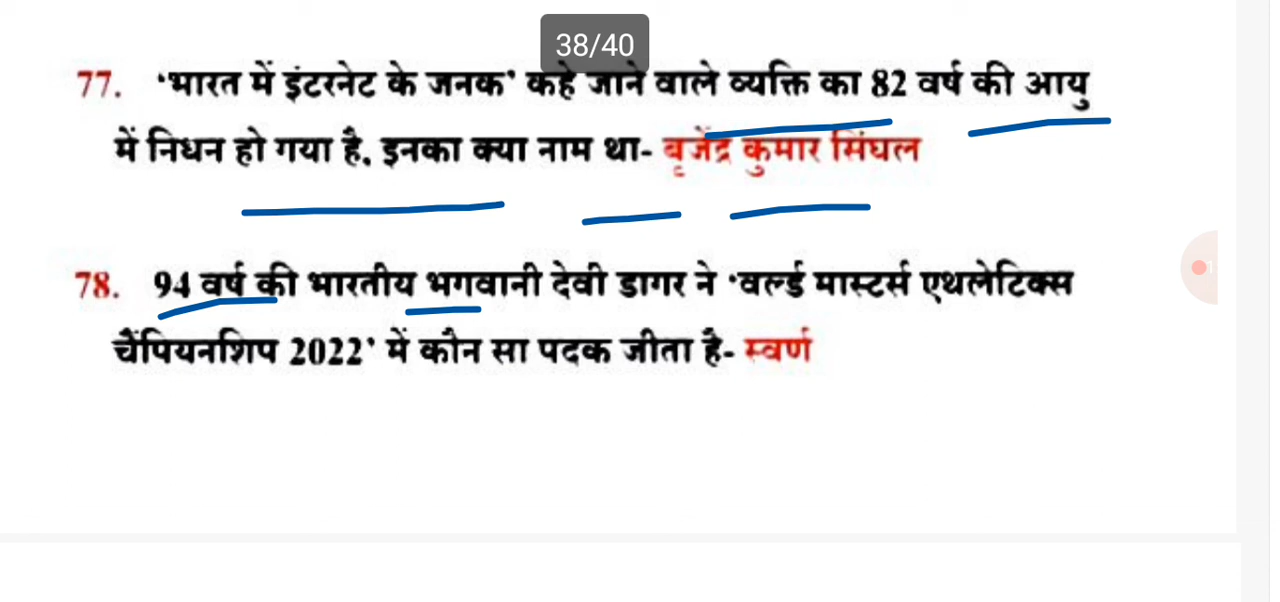 38/40
77. 'भारत में इंटरनेट के जनक' कहे जाने वाले व्यक्ति का 82 वर्ष की आयु
में निधन हो गया है, इनका क्या नाम था- बृजेंद्र कुमार सिंघल
78. 94 वर्ष की भारतीय भगवानी देवी डागर ने 'वर्ल्ड मास्टर्स एथलेटिक्स
चैंपियनशिप 2022' में कौन सा पदक जीता है- स्वर्ण